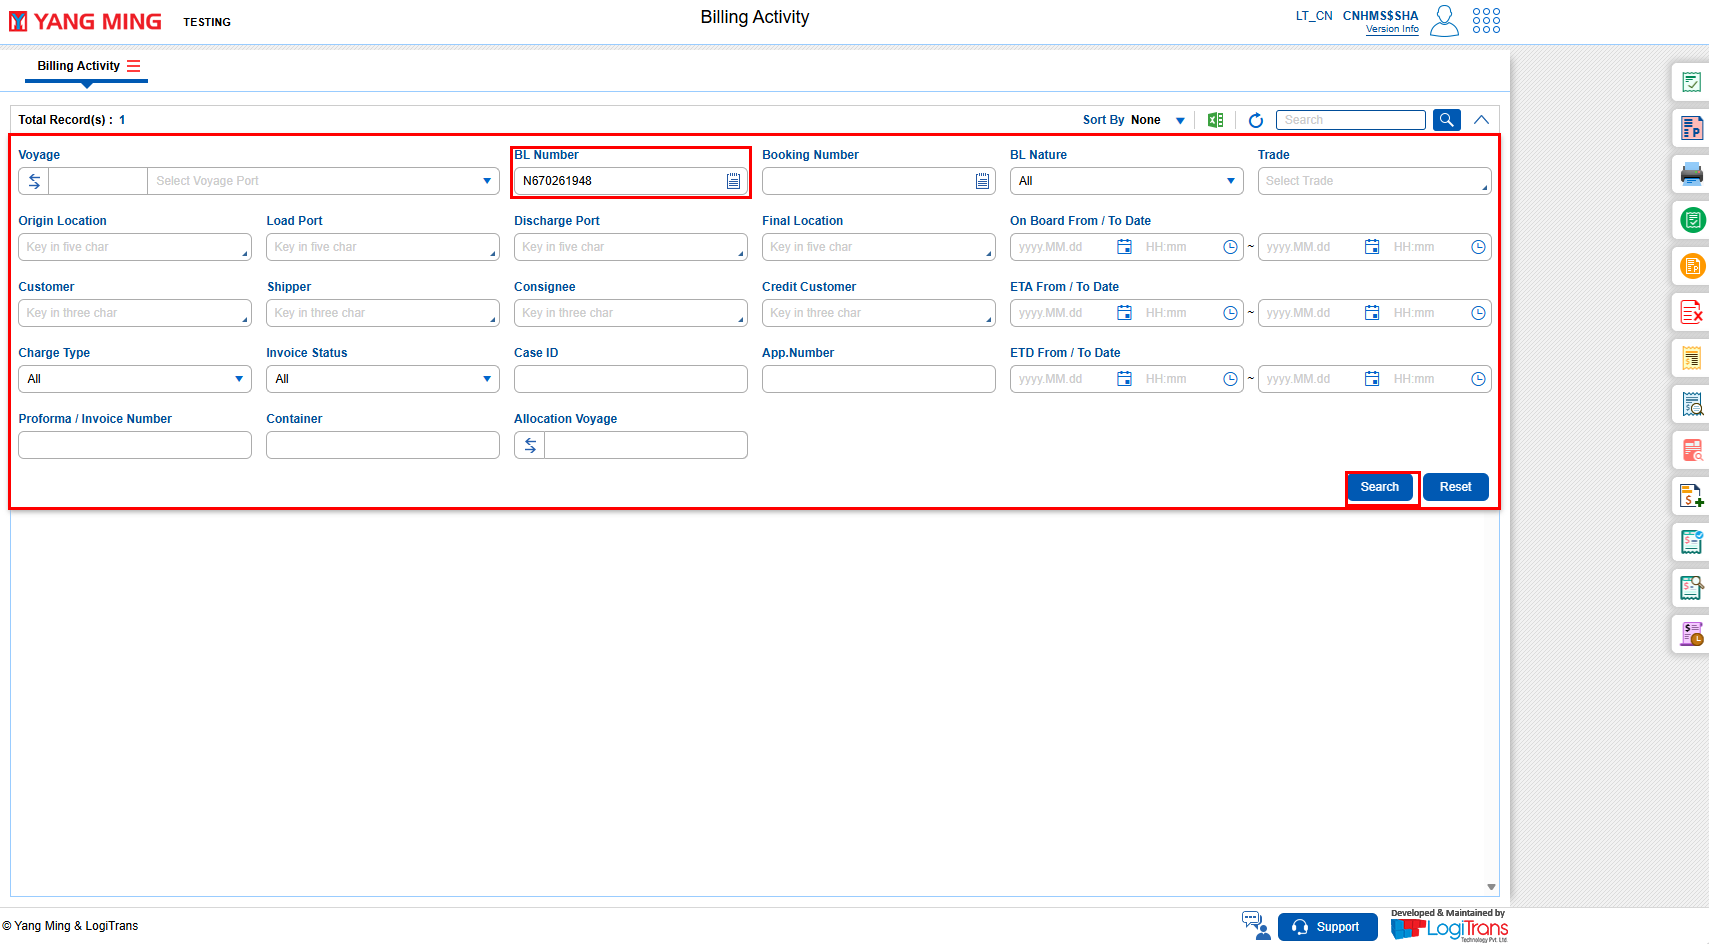 YANG MING TESTING Billing Activity LT_CN CNHMS$SHA
Version Info
Billing Activity
Total Record(s) : 1 Sort By None Search
Voyage BL Number Booking Number BL Nature Trade
Select Voyage Port N670261948 All Select Trade
Origin Location Load Port Discharge Port Final Location On Board From / To Date
Key in five char Key in five char Key in five char Key in five char yyyy.MM.dd HH:mm ~ yyyy.MM.dd HH:mm
Customer Shipper Consignee Credit Customer ETA From / To Date
Key in three char Key in three char Key in three char Key in three char yyyy.MM.dd HH:mm ~ yyyy.MM.dd HH:mm
Charge Type Invoice Status Case ID App.Number ETD From / To Date
All All yyyy.MM.dd HH:mm ~ yyyy.MM.dd HH:mm
Proforma / Invoice Number Container Allocation Voyage
Search Reset
© Yang Ming & LogiTrans Support Developed & Maintained by
LogiTrans
Technology Pvt. Ltd.